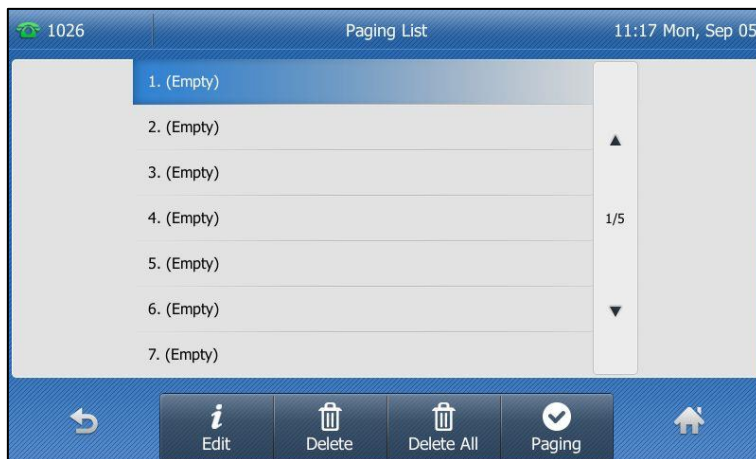 1026 Paging List 11:17 Mon, Sep 05
1. (Empty)
2. (Empty)
3. (Empty)
4. (Empty)
1/5
5. (Empty)
6. (Empty)
7. (Empty)
Edit Delete Delete All Paging